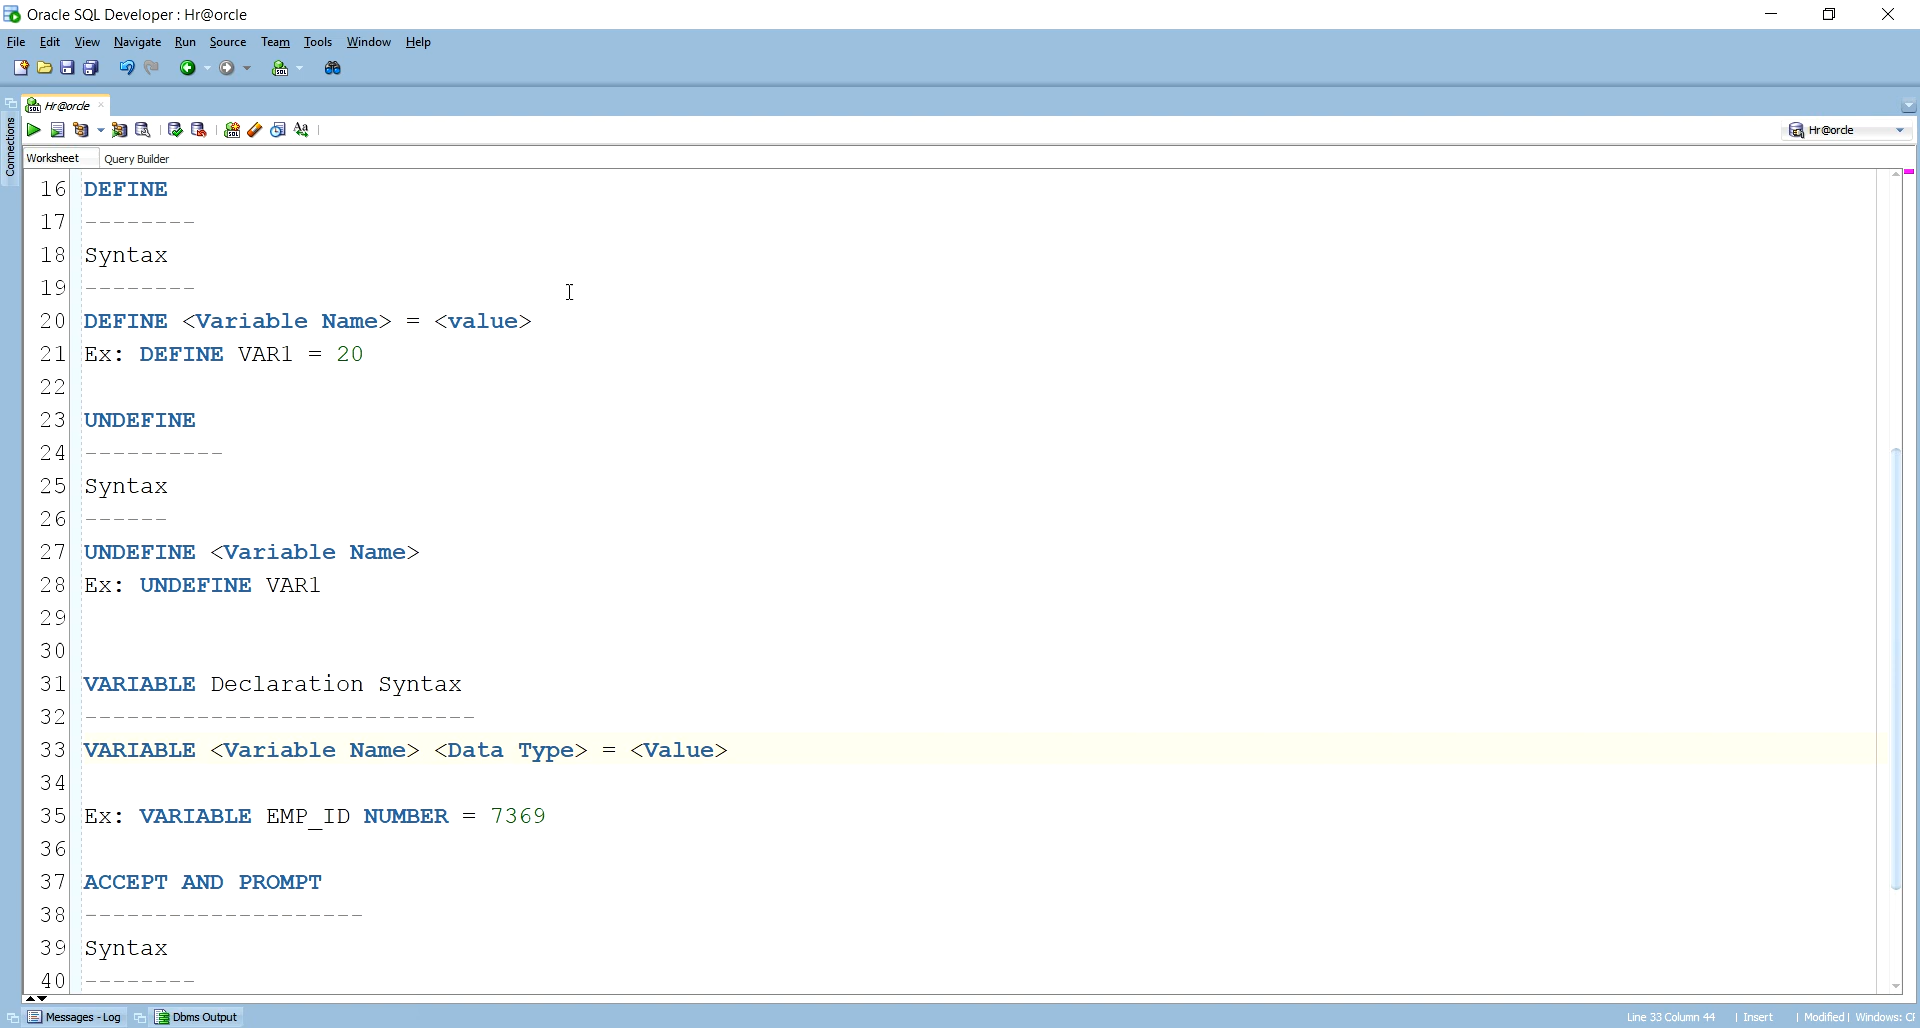 Oracle SQL Developer : Hr@orcle
File Edit View Navigate Run Source Team Tools Window Help
Hr@orcle
Connections
Hr@orcle
Worksheet Query Builder
16 DEFINE
17 --------
18 Syntax
19 --------
20 DEFINE <Variable Name> = <value>
21 Ex: DEFINE VAR1 = 20
22
23 UNDEFINE
24 ----------
25 Syntax
26 ------
27 UNDEFINE <Variable Name>
28 Ex: UNDEFINE VAR1
29
30
31 VARIABLE Declaration Syntax
32 ----------------------------
33 VARIABLE <Variable Name> <Data Type> = <Value>
34
35 Ex: VARIABLE EMP_ID NUMBER = 7369
36
37 ACCEPT AND PROMPT
38 --------------------
39 Syntax
40 --------
Messages - Log Dbms Output
Line 33 Column 44 | Insert | Modified | Windows: C